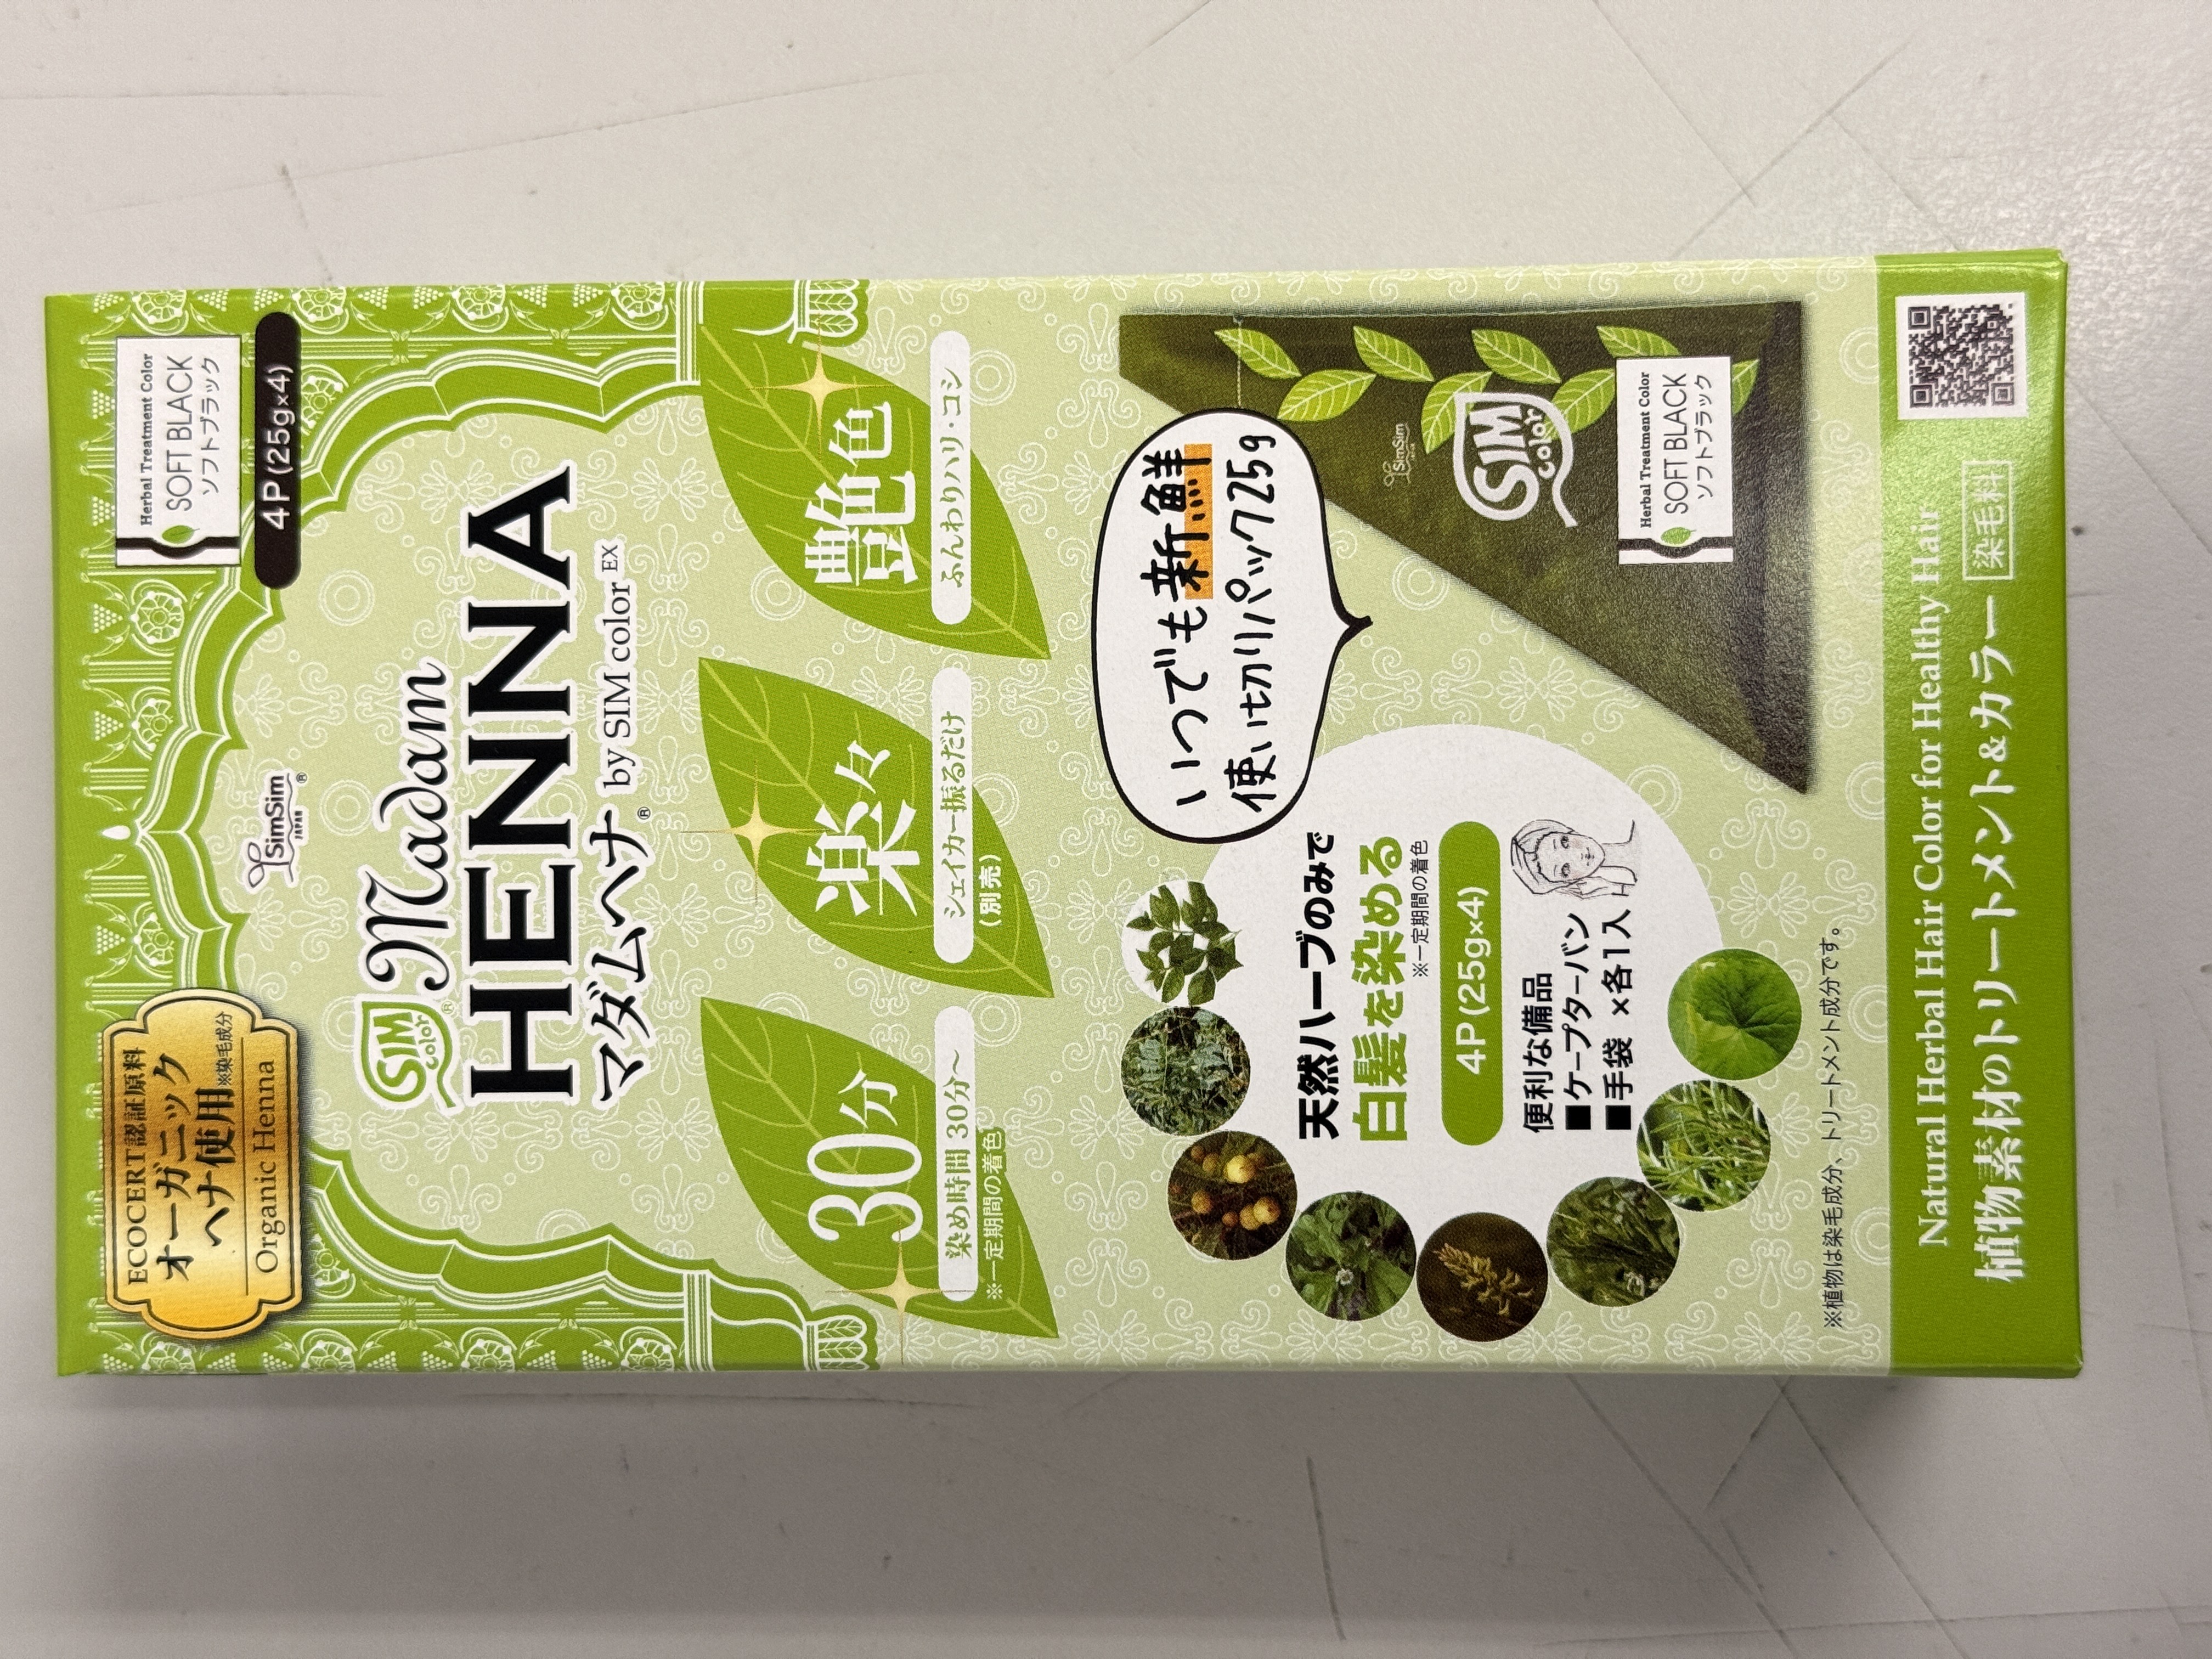 ECOCERT認証原料
オーガニック
ヘナ使用※染毛成分
Organic Henna
Herbal Treatment Color
SOFT BLACK
ソフトブラック
4P(25g×4)
SimSim
JAPAN
®
SIM
color
®
Madam
HENNA
マダムヘナ® by SIM color EX
30分
染め時間 30分～
※一定期間の着色
楽々
シェイカー振るだけ
(別売)
艶色
ふんわりハリ・コシ
いつでも新鮮
使い切りパック25g
天然ハーブのみで
白髪を染める
※一定期間の着色
4P(25g×4)
便利な備品
■ケープターバン
■手袋 ×各1入
SimSim
SIM
color
Herbal Treatment Color
SOFT BLACK
ソフトブラック
※植物は染毛成分、トリートメント成分です。
Natural Herbal Hair Color for Healthy Hair
植物素材のトリートメント&カラー 染毛料